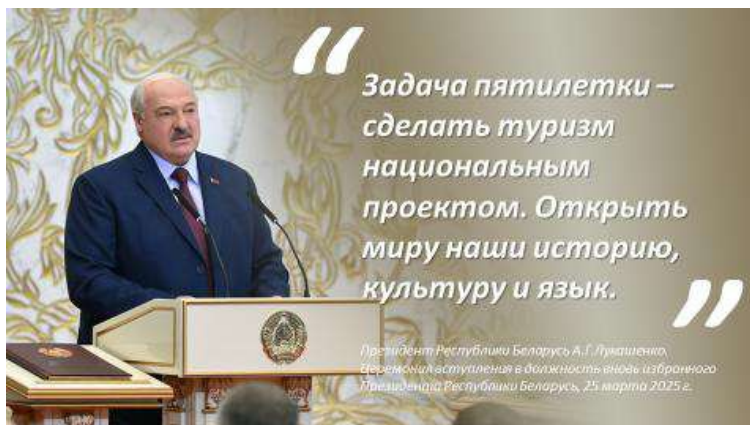 “
Задача пятилетки –
сделать туризм
национальным
проектом. Открыть
миру наши историю,
культуру и язык.
”
Президент Республики Беларусь А.Г.Лукашенко.
Церемония вступления в должность вновь избранного
Президента Республики Беларусь, 25 марта 2025 г.